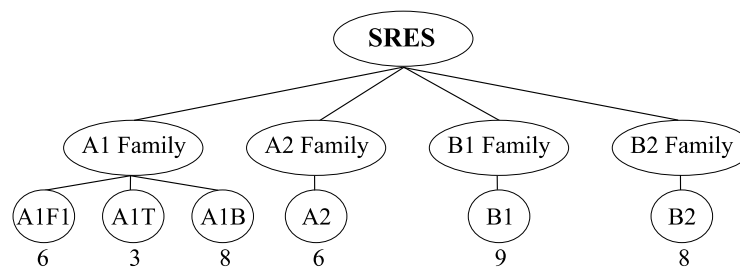 SRES
A1 Family A2 Family B1 Family B2 Family
A1F1 A1T A1B A2 B1 B2
6 3 8 6 9 8